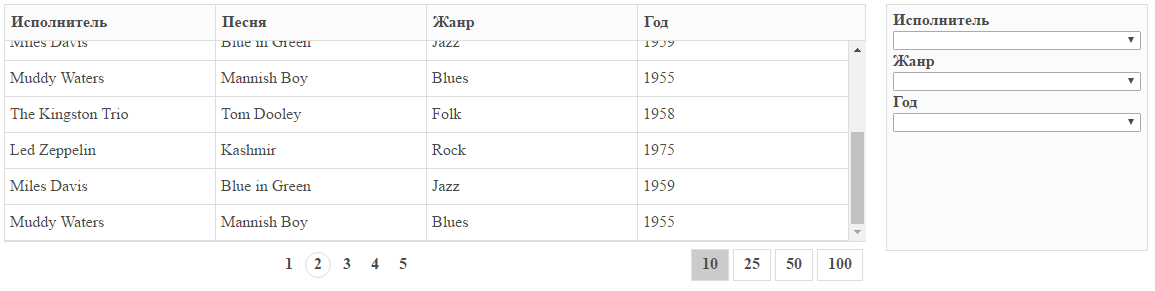 Исполнитель Песня Жанр Год
Miles Davis Blue in Green Jazz 1959
Muddy Waters Mannish Boy Blues 1955
The Kingston Trio Tom Dooley Folk 1958
Led Zeppelin Kashmir Rock 1975
Miles Davis Blue in Green Jazz 1959
Muddy Waters Mannish Boy Blues 1955
1 2 3 4 5 10 25 50 100
Исполнитель
Жанр
Год